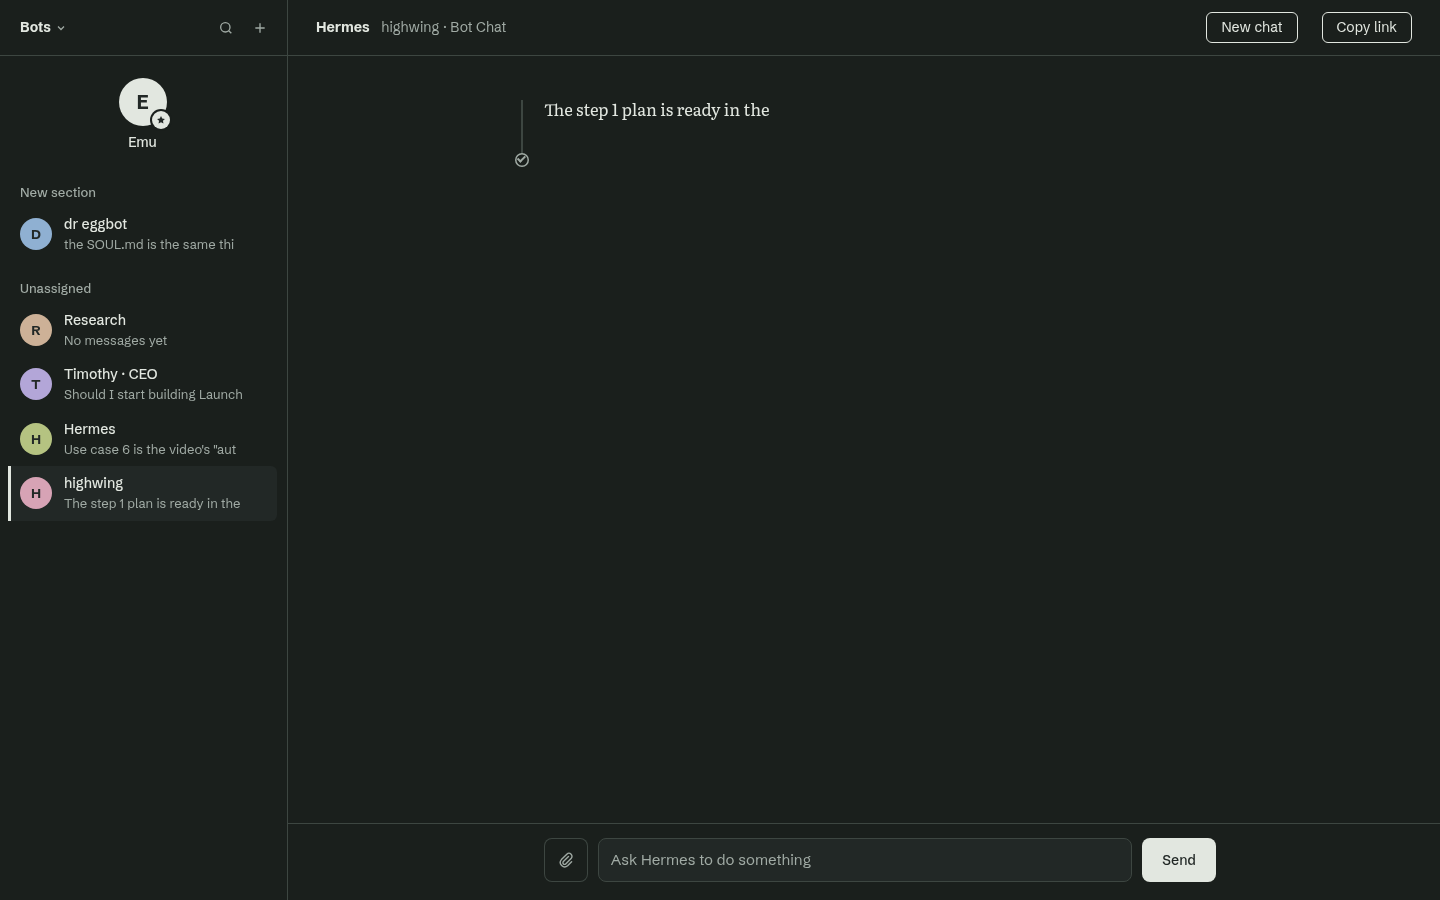 Bots
E
Emu
New section
D
dr eggbot
the SOUL.md is the same thi
Unassigned
R
Research
No messages yet
T
Timothy · CEO
Should I start building Launch
H
Hermes
Use case 6 is the video's "aut
H
highwing
The step 1 plan is ready in the
Hermes highwing · Bot Chat
New chat
Copy link
The step 1 plan is ready in the
Ask Hermes to do something
Send